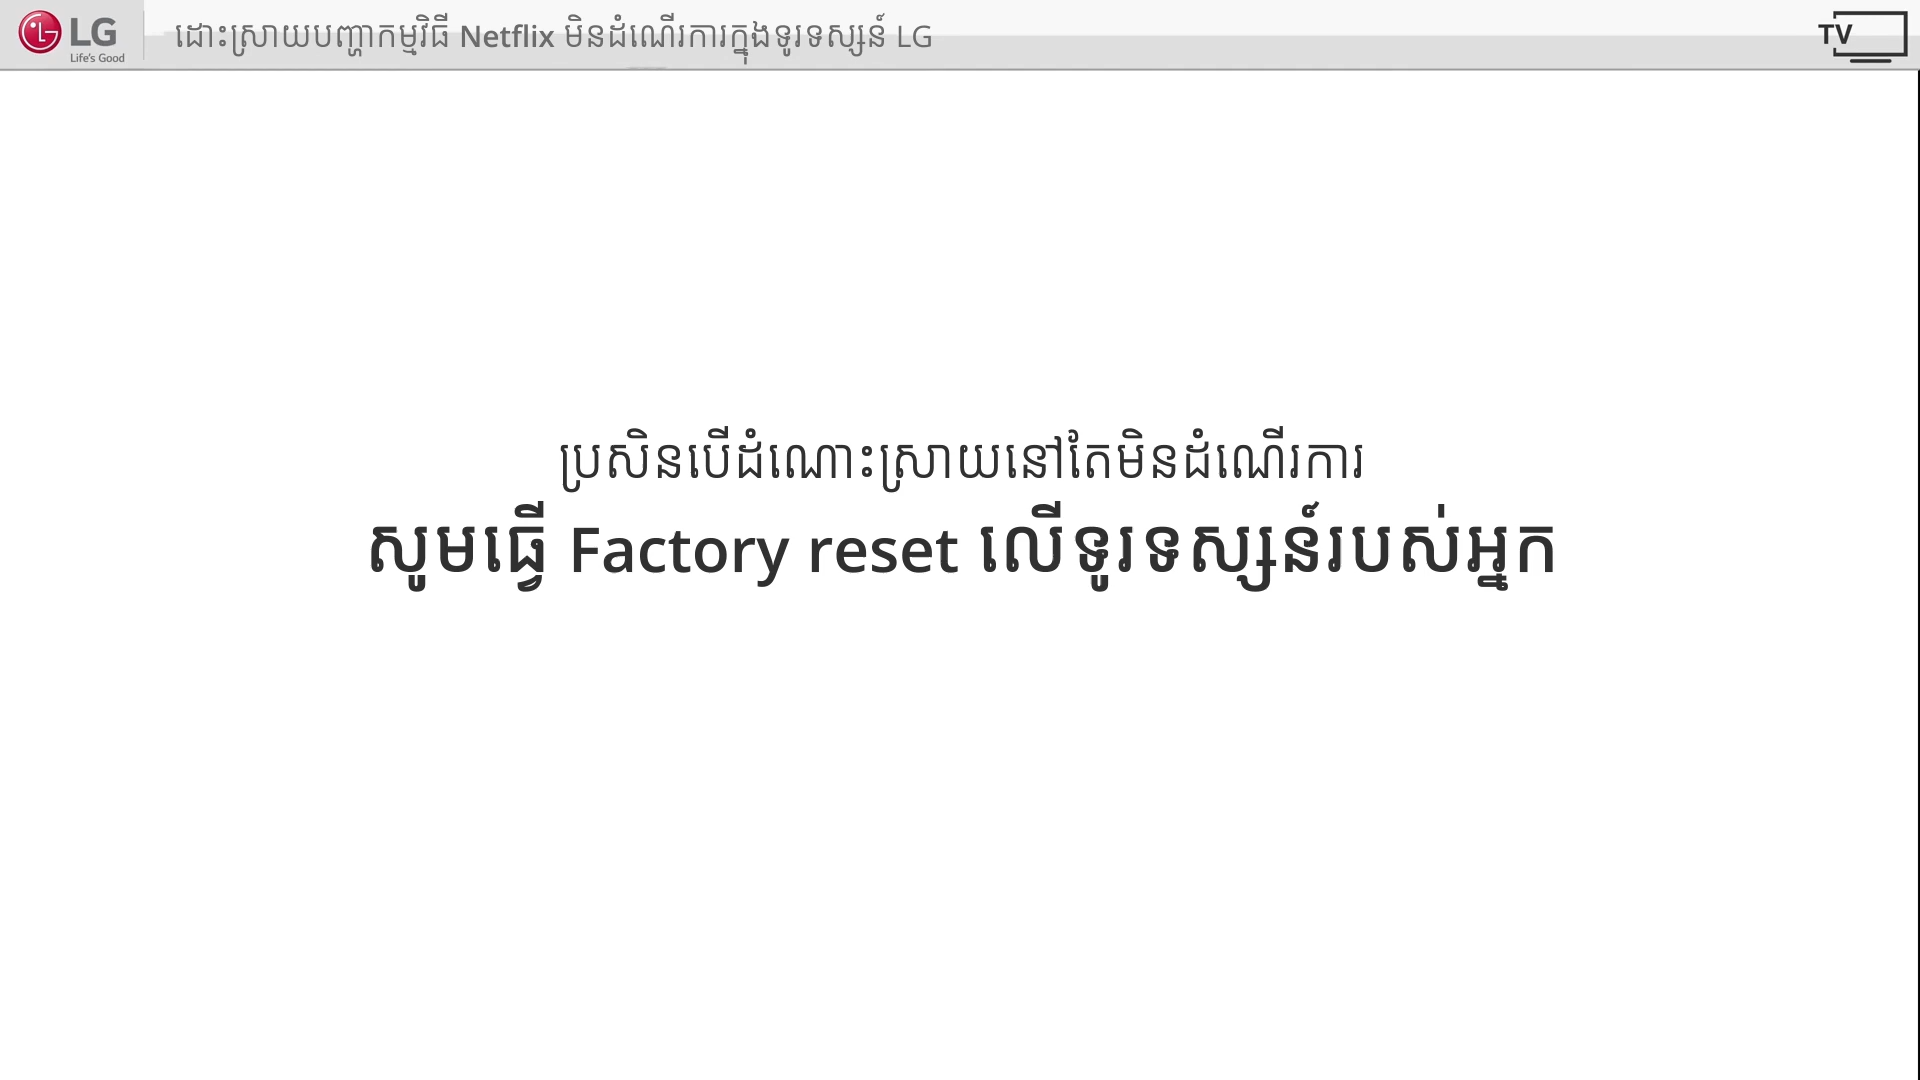 LG
Life's Good
ដោះស្រាយបញ្ហាកម្មវិធី Netflix មិនដំណើរការក្នុងទូរទស្សន៍ LG
TV
ប្រសិនបើដំណោះស្រាយនៅតែមិនដំណើរការ
សូមធ្វើ Factory reset លើទូរទស្សន៍របស់អ្នក